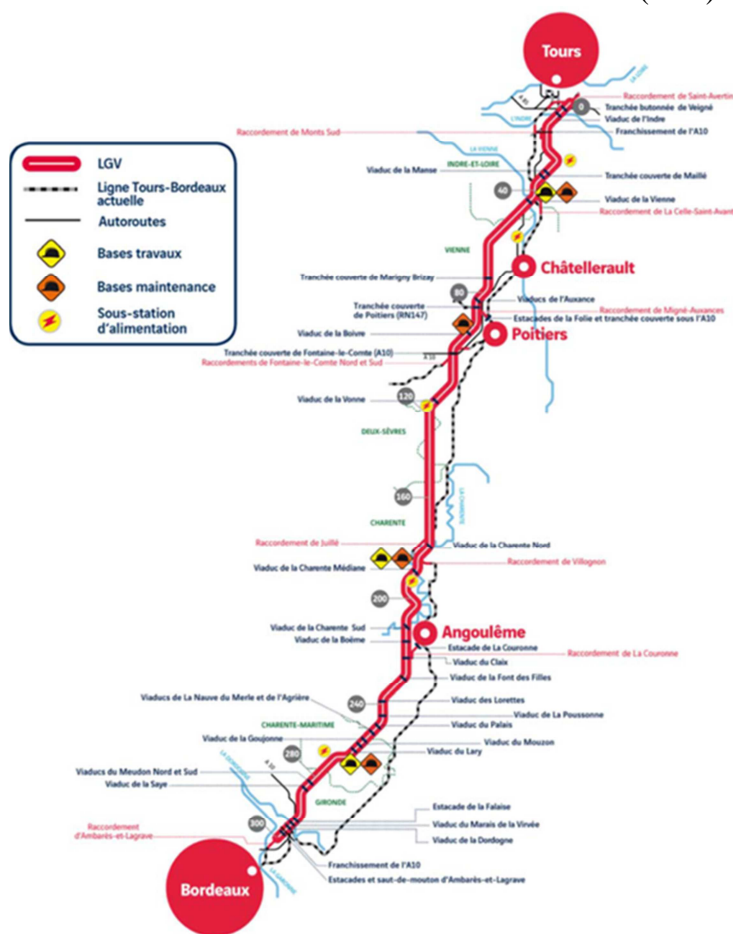 Tours
LA LOIRE
A 85
Raccordement de Saint-Avertin
0
Tranchée butonnée de Veigné
L'INDRE
Viaduc de l'Indre
Raccordement de Monts Sud
Franchissement de l'A10
LA VIENNE
INDRE-ET-LOIRE
Viaduc de la Manse
Tranchée couverte de Maillé
40
Viaduc de la Vienne
Raccordement de La Celle-Saint-Avant
LGV
Ligne Tours-Bordeaux
actuelle
Autoroutes
Bases travaux
Bases maintenance
Sous-station
d'alimentation
VIENNE
Châtellerault
Tranchée couverte de Marigny Brizay
80
Viaducs de l'Auxance
Tranchée couverte
de Poitiers (RN147)
Raccordement de Migné-Auxances
Estacades de la Folie et tranchée couverte sous l'A10
Poitiers
Viaduc de la Boivre
Tranchée couverte de Fontaine-le-Comte (A10)
A 10
Raccordements de Fontaine-le-Comte Nord et Sud
Viaduc de la Vonne
120
DEUX-SÈVRES
160
LA CHARENTE
CHARENTE
Raccordement de Juillé
Viaduc de la Charente Nord
Viaduc de la Charente Médiane
Raccordement de Villognon
200
Viaduc de la Charente Sud
Angoulême
Viaduc de la Boëme
Estacade de La Couronne
Raccordement de La Couronne
Viaduc du Claix
Viaduc de la Font des Filles
Viaducs de La Nauve du Merle et de l'Agrière
240
Viaduc des Lorettes
Viaduc de La Poussonne
CHARENTE-MARITIME
Viaduc du Palais
Viaduc de la Goujonne
Viaduc du Mouzon
280
Viaduc du Lary
LA DORDOGNE
A 10
Viaducs du Meudon Nord et Sud
Viaduc de la Saye
GIRONDE
Estacade de la Falaise
300
Raccordement
d'Ambarès-et-Lagrave
Viaduc du Marais de la Virvée
Viaduc de la Dordogne
Franchissement de l'A10
Estacades et saut-de-mouton d'Ambarès-et-Lagrave
LA GARONNE
Bordeaux